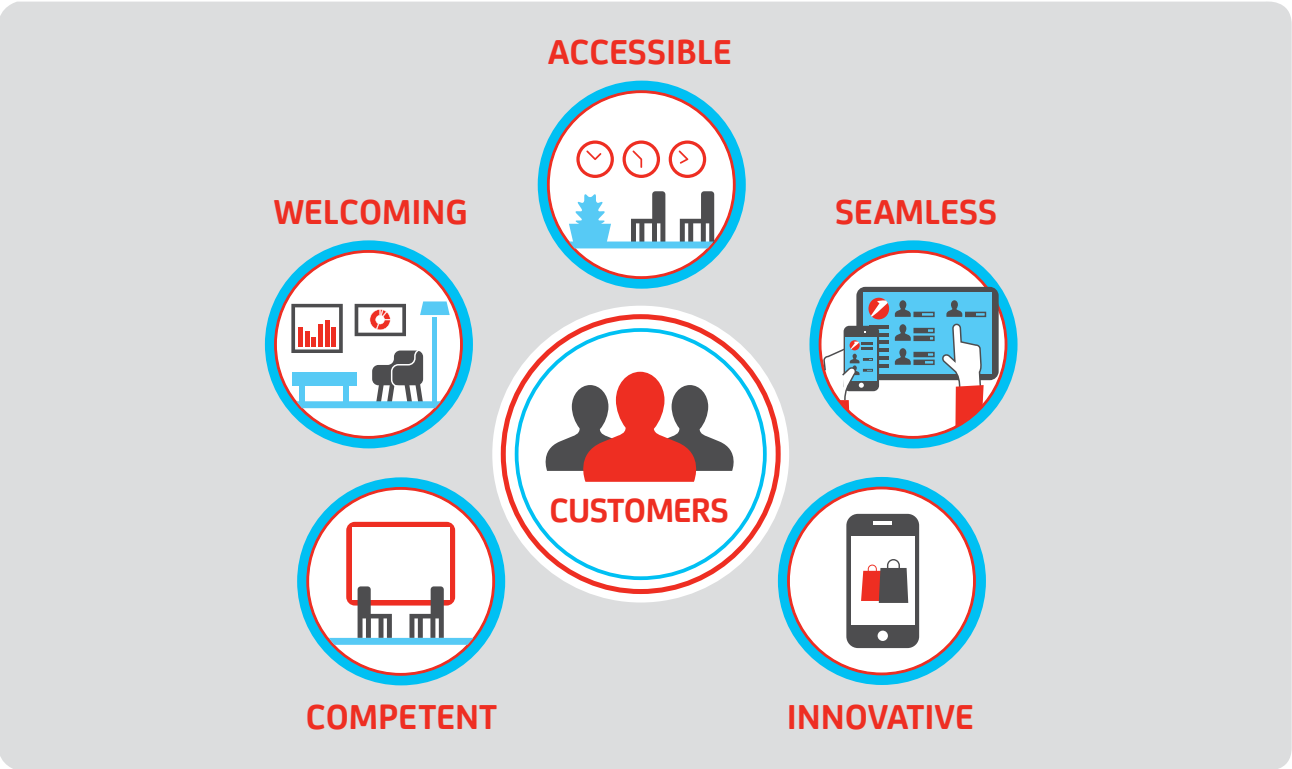 ACCESSIBLE
WELCOMING
SEAMLESS
CUSTOMERS
COMPETENT
INNOVATIVE